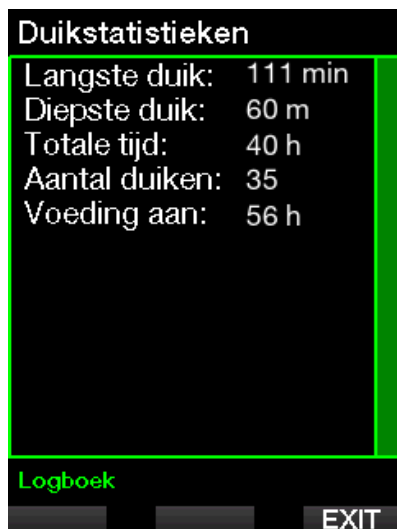 Duikstatistieken
Langste duik: 111 min
Diepste duik: 60 m
Totale tijd: 40 h
Aantal duiken: 35
Voeding aan: 56 h
Logboek
EXIT